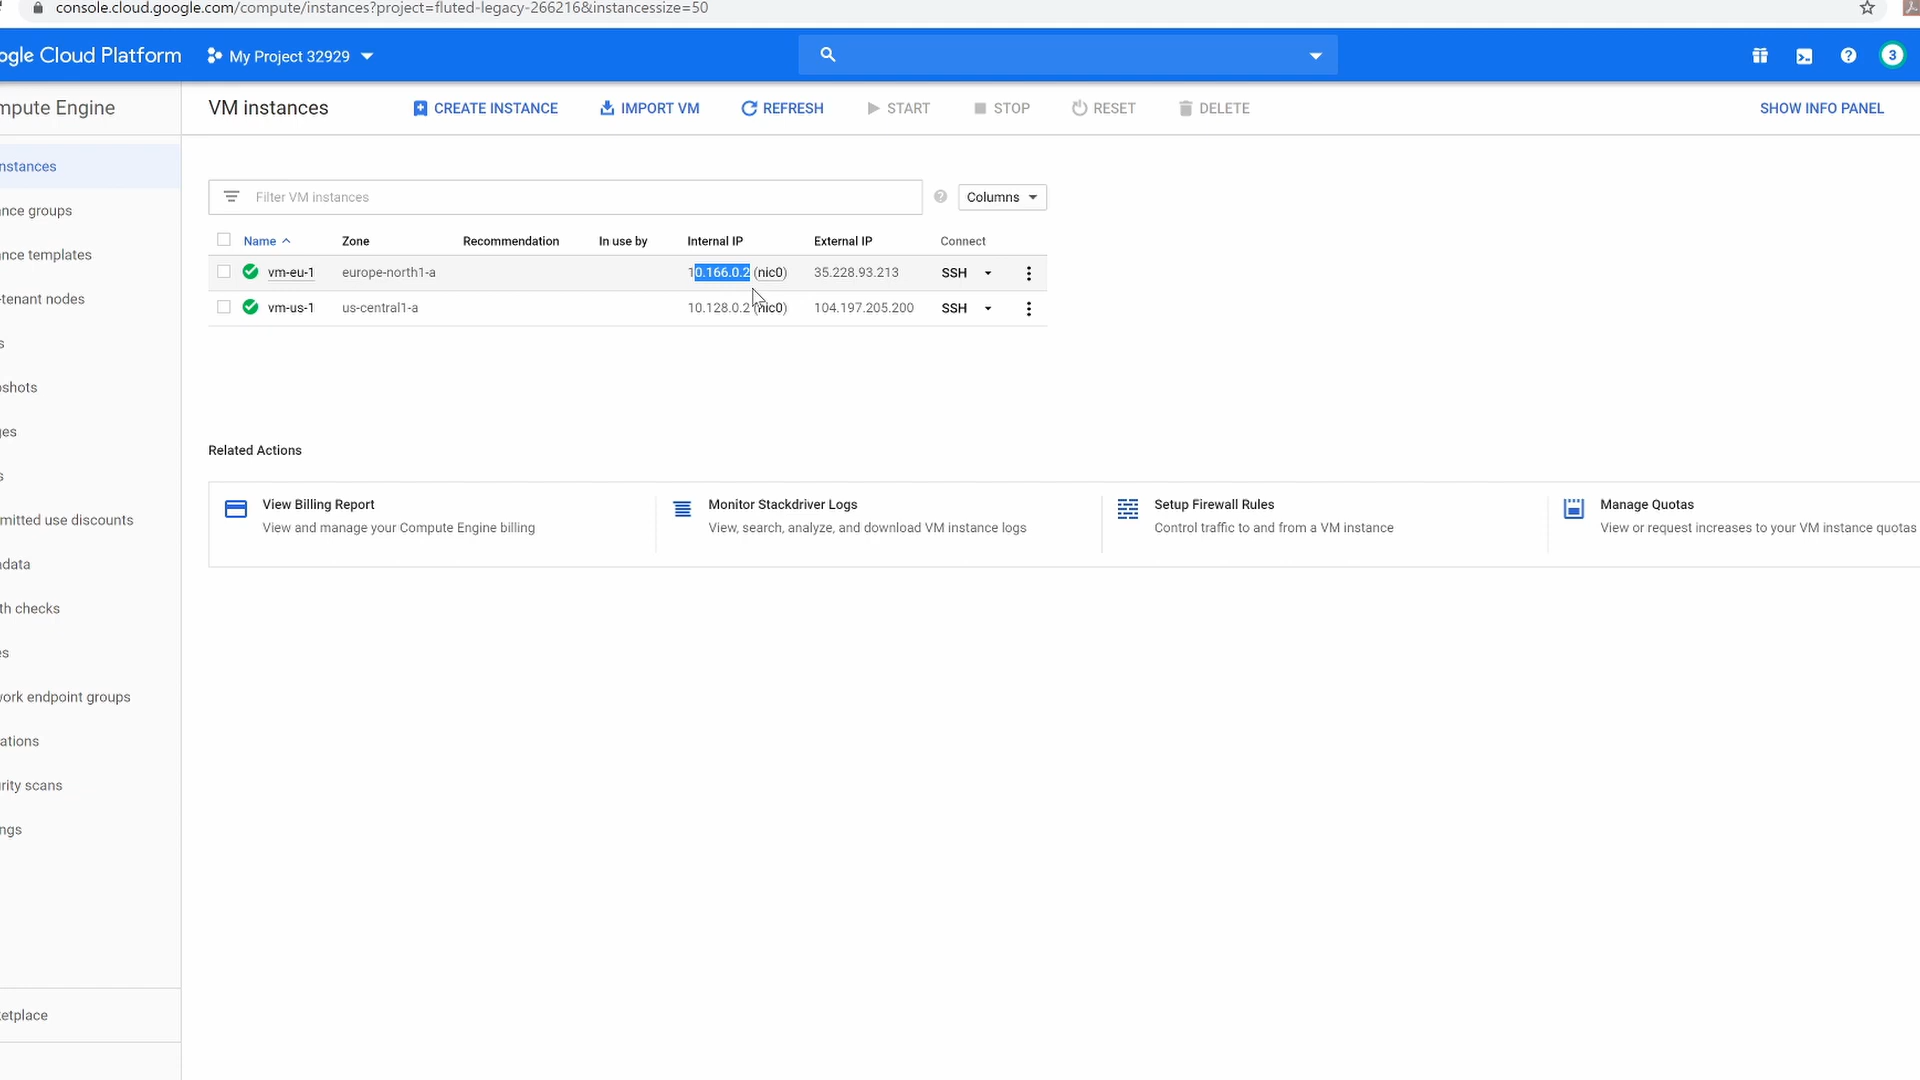 console.cloud.google.com/compute/instances?project=fluted-legacy-266216&instancessize=50
ogle Cloud Platform
My Project 32929
3
mpute Engine
VM instances
CREATE INSTANCE
IMPORT VM
REFRESH
START
STOP
RESET
DELETE
SHOW INFO PANEL
nstances
ance groups
ance templates
-tenant nodes
s
pshots
ges
s
mitted use discounts
adata
th checks
es
work endpoint groups
ations
rity scans
ngs
etplace
Filter VM instances
Columns
Name Zone Recommendation In use by Internal IP External IP Connect
vm-eu-1 europe-north1-a 10.166.0.2 (nic0) 35.228.93.213 SSH
vm-us-1 us-central1-a 10.128.0.2 (nic0) 104.197.205.200 SSH
Related Actions
View Billing Report
View and manage your Compute Engine billing
Monitor Stackdriver Logs
View, search, analyze, and download VM instance logs
Setup Firewall Rules
Control traffic to and from a VM instance
Manage Quotas
View or request increases to your VM instance quotas